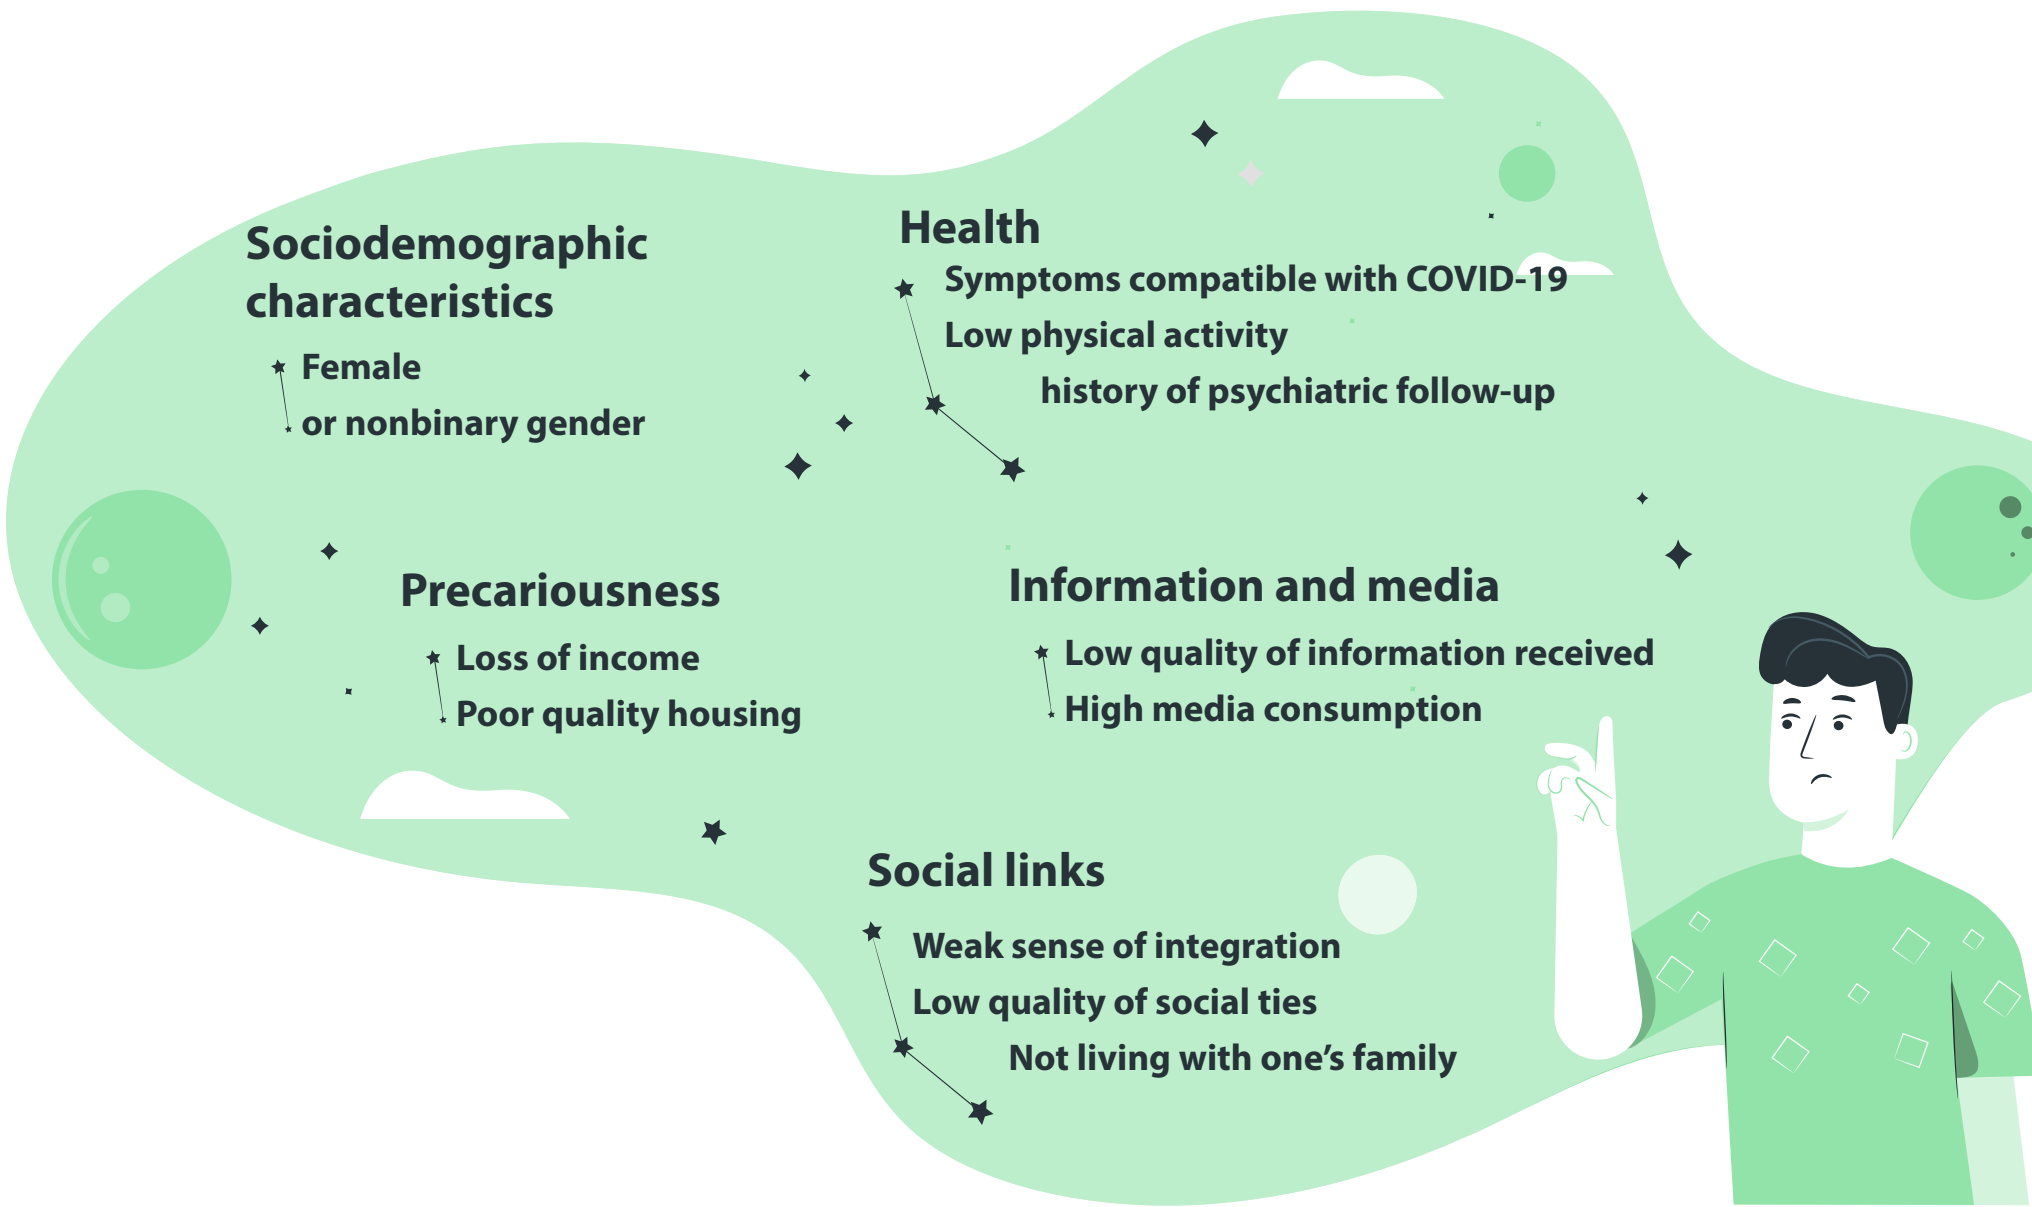 Sociodemographic
characteristics
Female
or nonbinary gender
Health
Symptoms compatible with COVID-19
Low physical activity
history of psychiatric follow-up
Precariousness
Loss of income
Poor quality housing
Information and media
Low quality of information received
High media consumption
Social links
Weak sense of integration
Low quality of social ties
Not living with one’s family